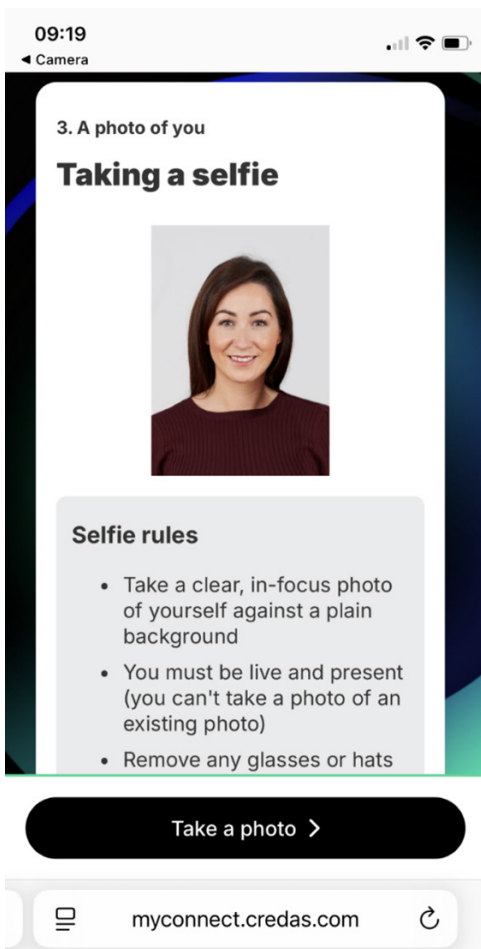 09:19
◀ Camera
3. A photo of you
Taking a selfie
Selfie rules
• Take a clear, in-focus photo
of yourself against a plain
background
• You must be live and present
(you can't take a photo of an
existing photo)
• Remove any glasses or hats
Take a photo >
myconnect.credas.com